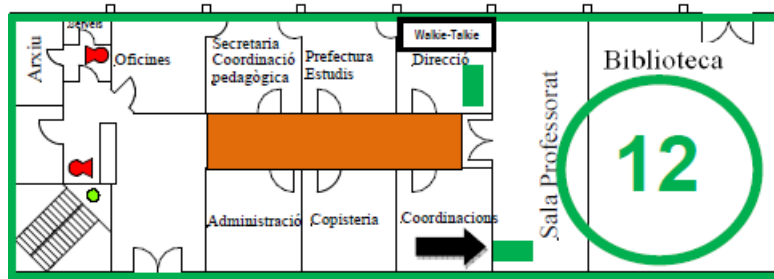 Serveis
Arxiu
Oficines
Secretaria
Coordinació
pedagògica
Prefectura
Estudis
Walkie-Talkie
Direcció
Sala Professorat
Biblioteca
12
Administració
Copisteria
Coordinacions